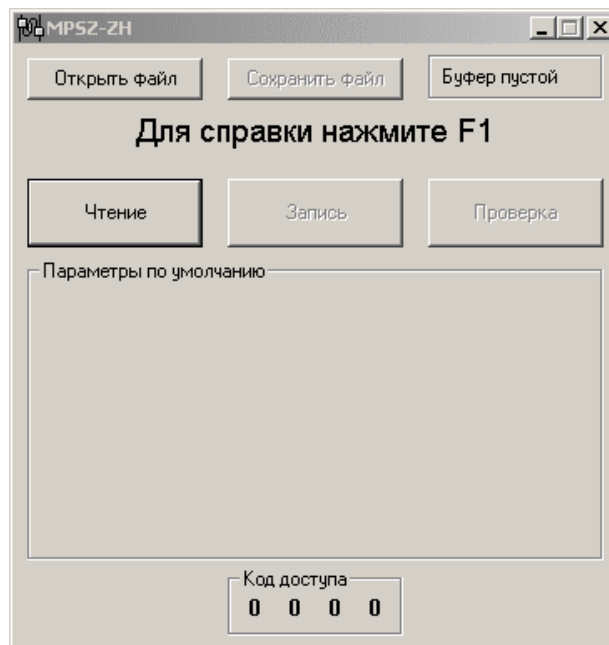 MPSZ-ZH
Открыть файл Сохранить файл Буфер пустой
Для справки нажмите F1
Чтение Запись Проверка
Параметры по умолчанию
Код доступа
0 0 0 0